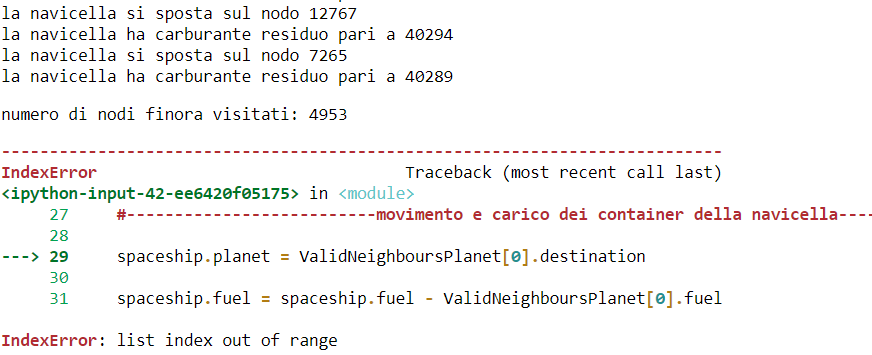 la navicella si sposta sul nodo 12767
la navicella ha carburante residuo pari a 40294
la navicella si sposta sul nodo 7265
la navicella ha carburante residuo pari a 40289
numero di nodi finora visitati: 4953
---------------------------------------------------------------------------
IndexError                                Traceback (most recent call last)
<ipython-input-42-ee6420f05175> in <module>
     27     #--------------------------movimento e carico dei container della navicella----
     28
---> 29     spaceship.planet = ValidNeighboursPlanet[0].destination
     30
     31     spaceship.fuel = spaceship.fuel - ValidNeighboursPlanet[0].fuel
IndexError: list index out of range